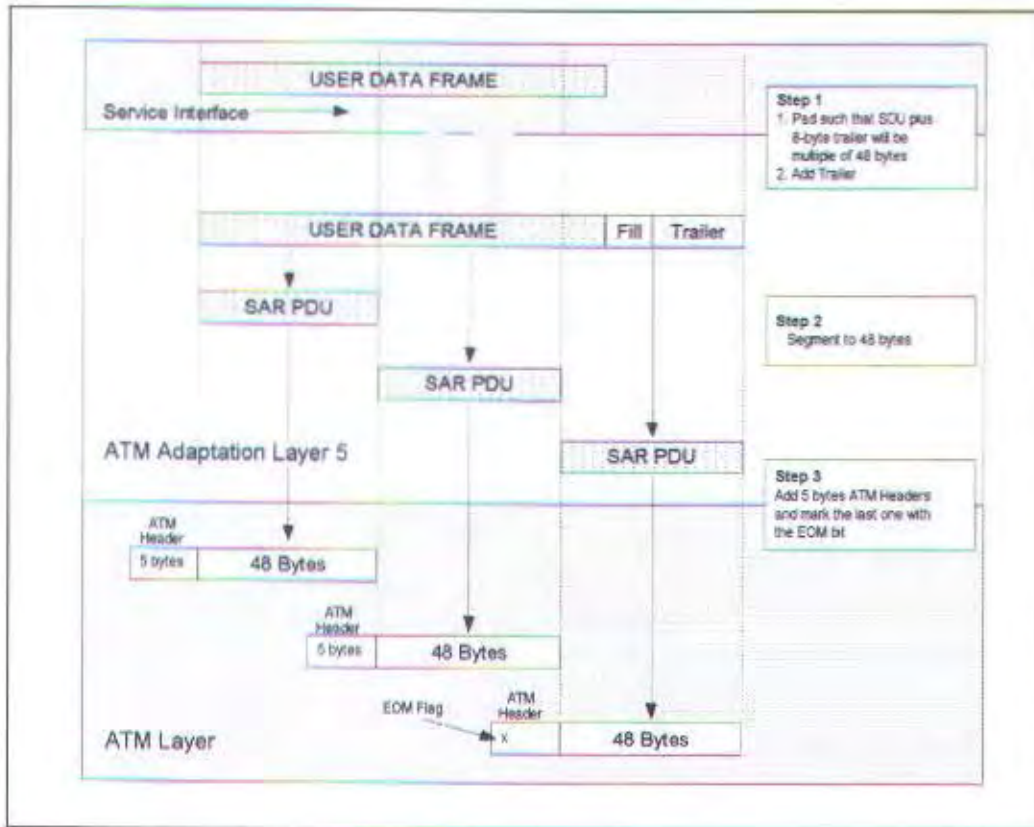 USER DATA FRAME
Service Interface
Step 1
1. Pad such that SDU plus
8-byte trailer will be
multiple of 48 bytes
2. Add Trailer
USER DATA FRAME
Fill
Trailer
SAR PDU
Step 2
Segment to 48 bytes
SAR PDU
ATM Adaptation Layer 5
SAR PDU
Step 3
Add 5 bytes ATM Headers
and mark the last one with
the EOM bit
ATM
Header
5 bytes
48 Bytes
ATM
Header
5 bytes
48 Bytes
EOM Flag
ATM
Header
x
48 Bytes
ATM Layer